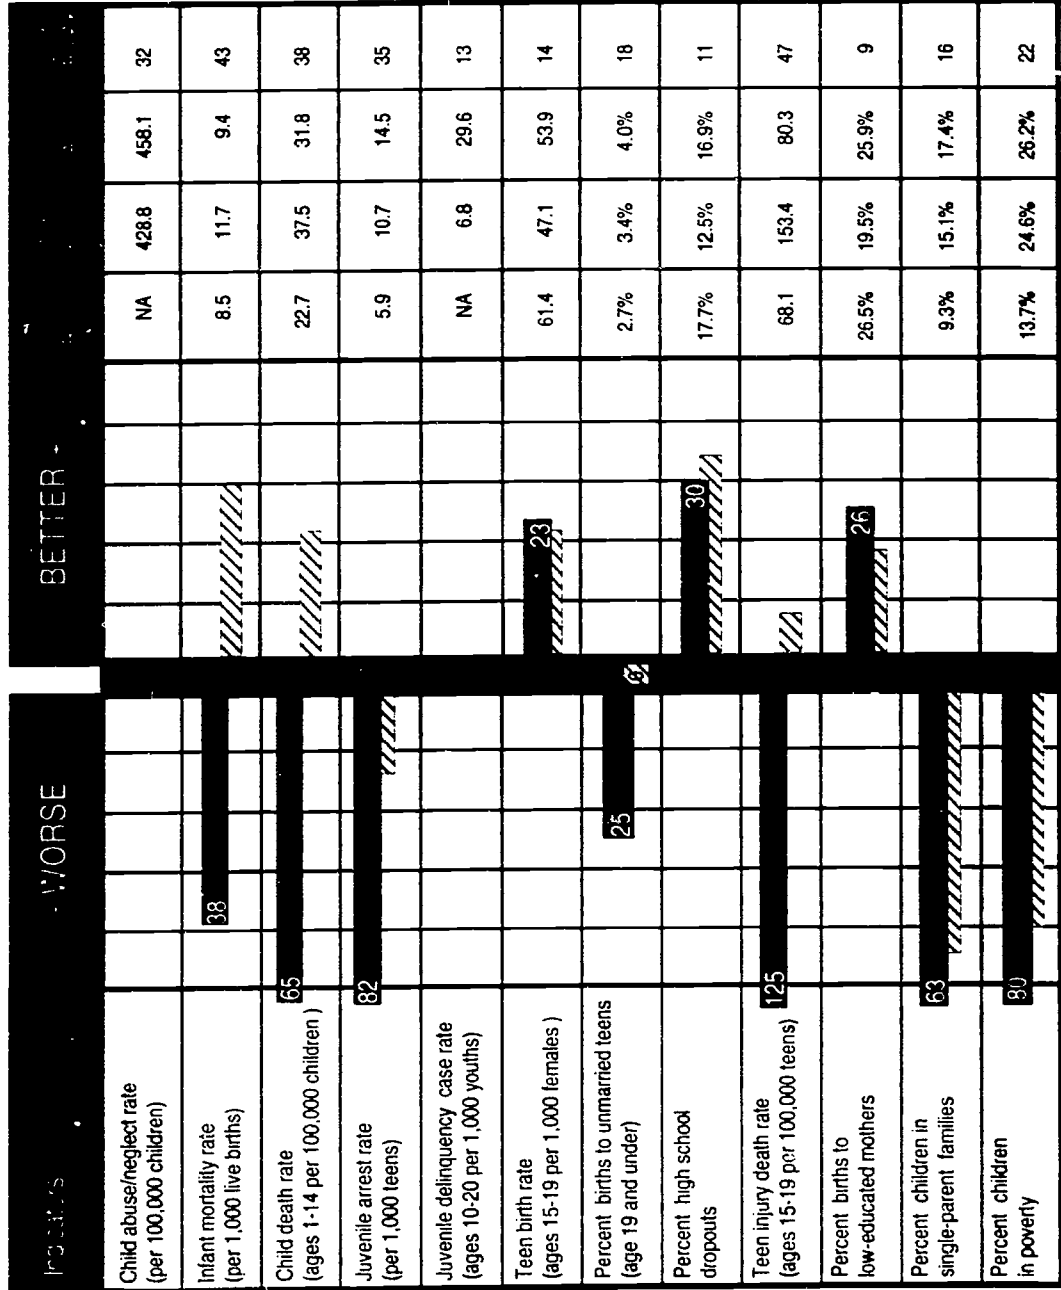 - WORSE BETTER +
Child abuse/neglect rate
(per 100,000 children) NA 428.8 458.1 32
Infant mortality rate
(per 1,000 live births) 38 8.5 11.7 9.4 43
Child death rate
(ages 1-14 per 100,000 children ) 65 22.7 37.5 31.8 38
Juvenile arrest rate
(per 1,000 teens) 82 5.9 10.7 14.5 35
Juvenile delinquency case rate
(ages 10-20 per 1,000 youths) NA 6.8 29.6 13
Teen birth rate
(ages 15-19 per 1,000 females ) 23 61.4 47.1 53.9 14
Percent births to unmarried teens
(age 19 and under) 25 2.7% 3.4% 4.0% 18
Percent high school
dropouts 30 17.7% 12.5% 16.9% 11
Teen injury death rate
(ages 15-19 per 100,000 teens) 125 68.1 153.4 80.3 47
Percent births to
low-educated mothers 26 26.5% 19.5% 25.9% 9
Percent children in
single-parent families 63 9.3% 15.1% 17.4% 16
Percent children
in poverty 80 13.7% 24.6% 26.2% 22